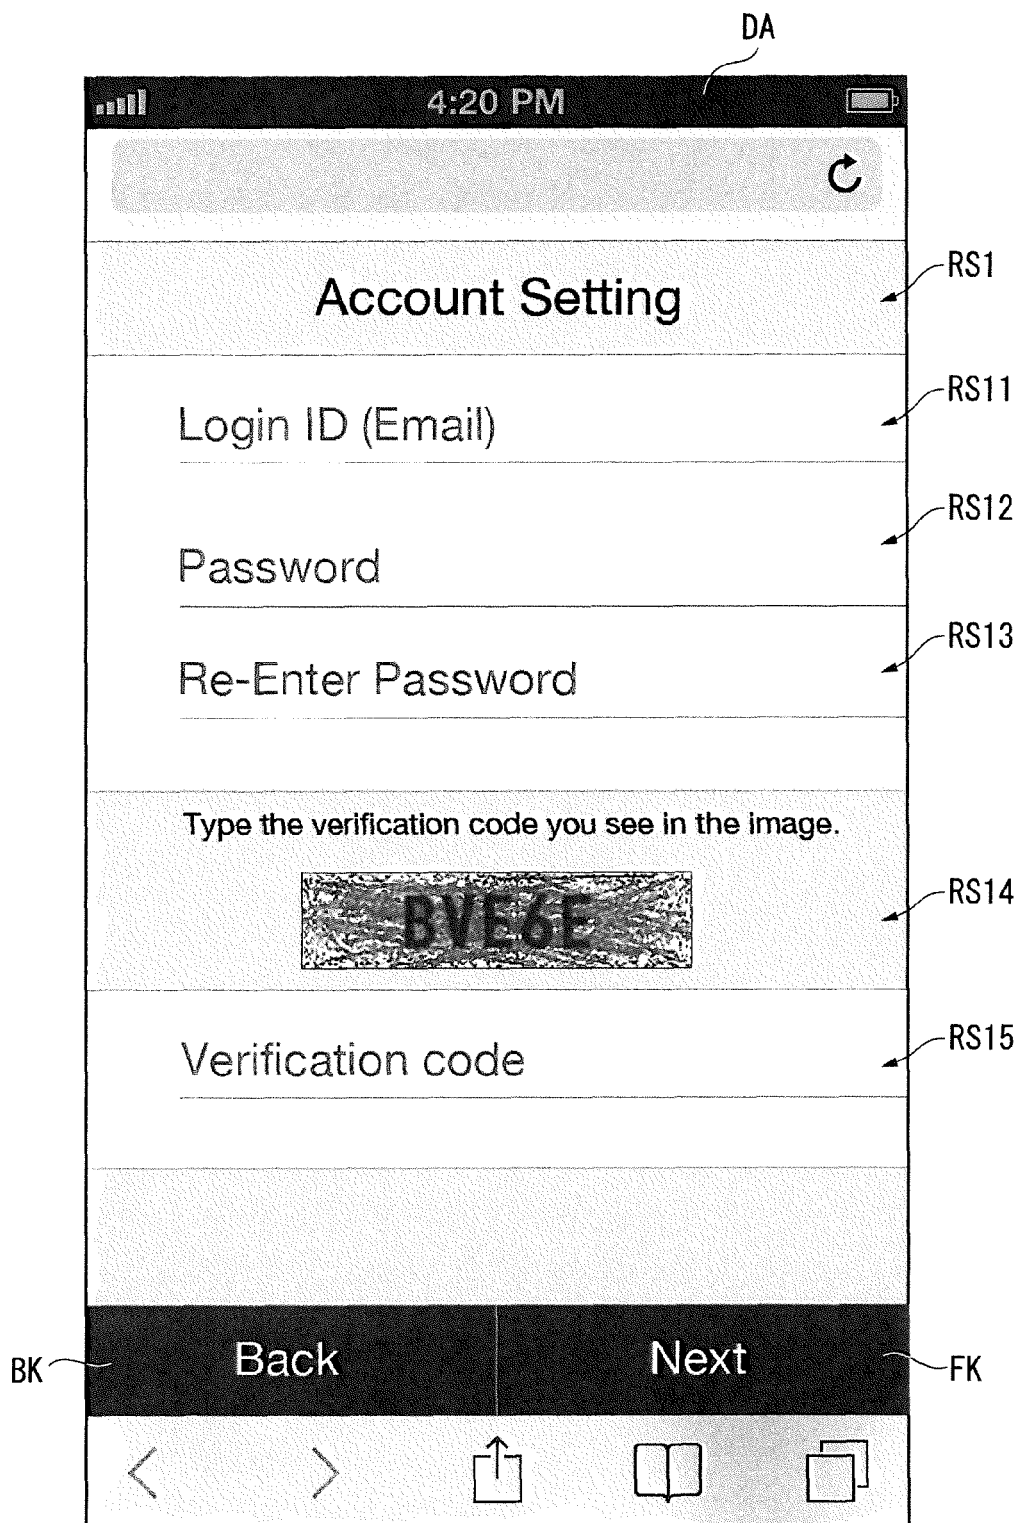 DA
4:20 PM
Account Setting
RS1
Login ID (Email)
RS11
Password
RS12
Re-Enter Password
RS13
Type the verification code you see in the image.
BVE6E
RS14
Verification code
RS15
BK
Back
Next
FK